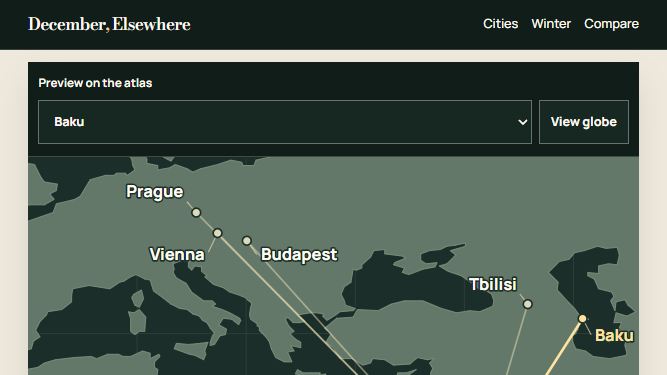 December, Elsewhere
Cities Winter Compare
Preview on the atlas
Baku
View globe
Prague
Vienna
Budapest
Tbilisi
Baku